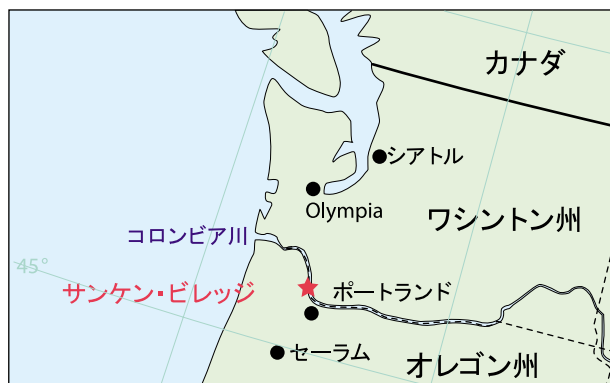 カナダ
シアトル
Olympia
ワシントン州
コロンビア川
45°
サンケン・ビレッジ
ポートランド
セーラム
オレゴン州